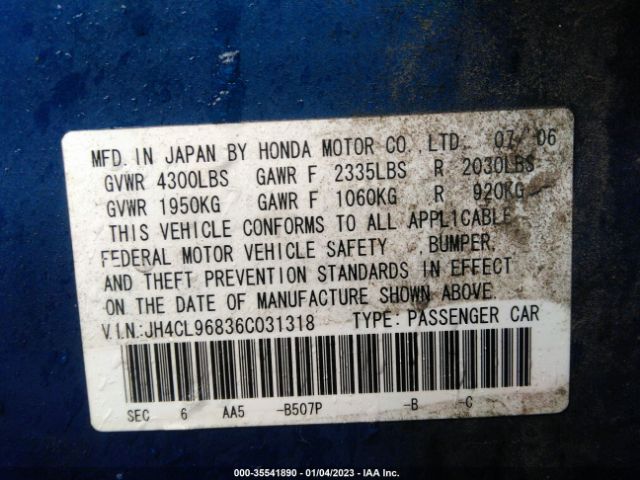 MFD. IN JAPAN BY HONDA MOTOR CO. LTD. 07/06
GVWR 4300LBS GAWR F 2335LBS R 2030LBS
GVWR 1950KG GAWR F 1060KG R 920KG
THIS VEHICLE CONFORMS TO ALL APPLICABLE
FEDERAL MOTOR VEHICLE SAFETY BUMPER,
AND THEFT PREVENTION STANDARDS IN EFFECT
ON THE DATE OF MANUFACTURE SHOWN ABOVE.
V.I.N.:JH4CL96836C031318 TYPE: PASSENGER CAR
SEC 6 AA5 -B507P -B -C
000-35541890 - 01/04/2023 - IAA Inc.